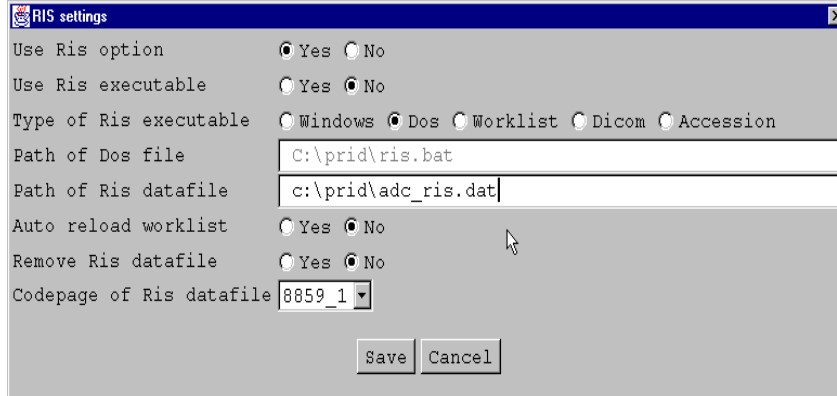 RIS settings
Use Ris option Yes No
Use Ris executable Yes No
Type of Ris executable Windows Dos Worklist Dicom Accession
Path of Dos file C:\prid\ris.bat
Path of Ris datafile c:\prid\adc_ris.dat
Auto reload worklist Yes No
Remove Ris datafile Yes No
Codepage of Ris datafile 8859_1
Save Cancel